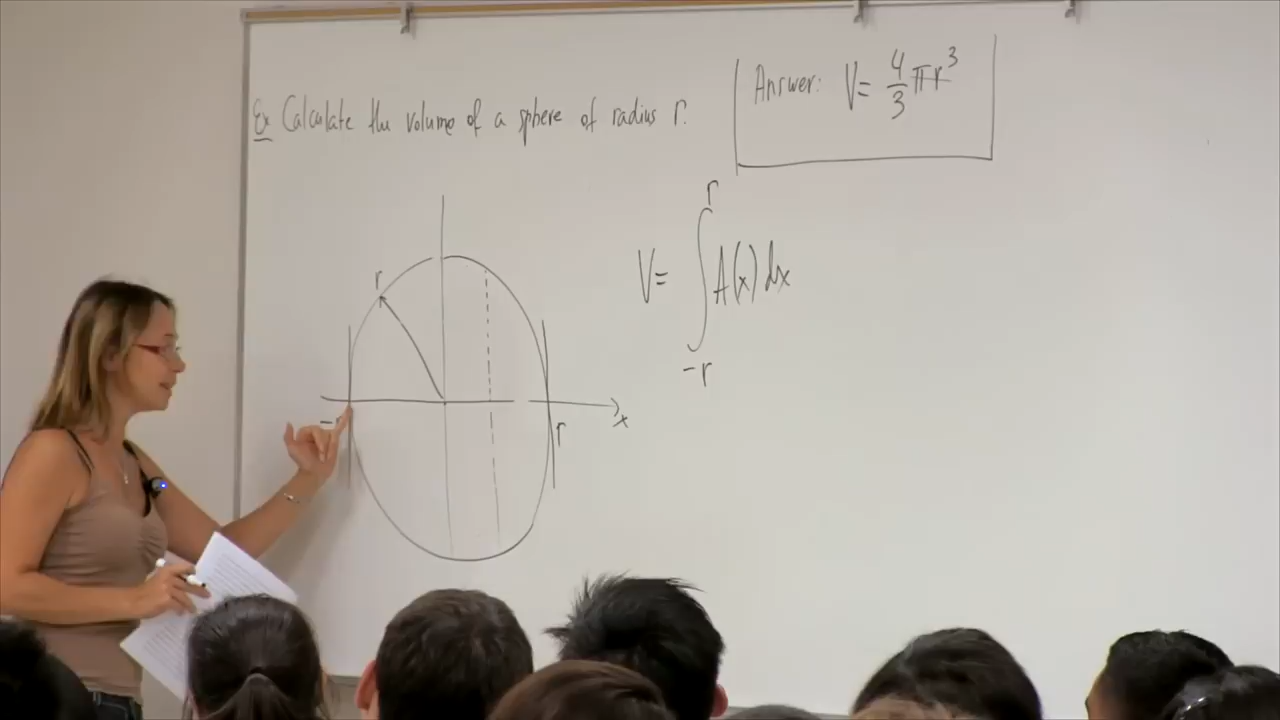 Ex Calculate the volume of a sphere of radius r.
Answer: V = 4/3 πr³
V = ∫_{-r}^{r} A(x) dx
r
-r
r
x